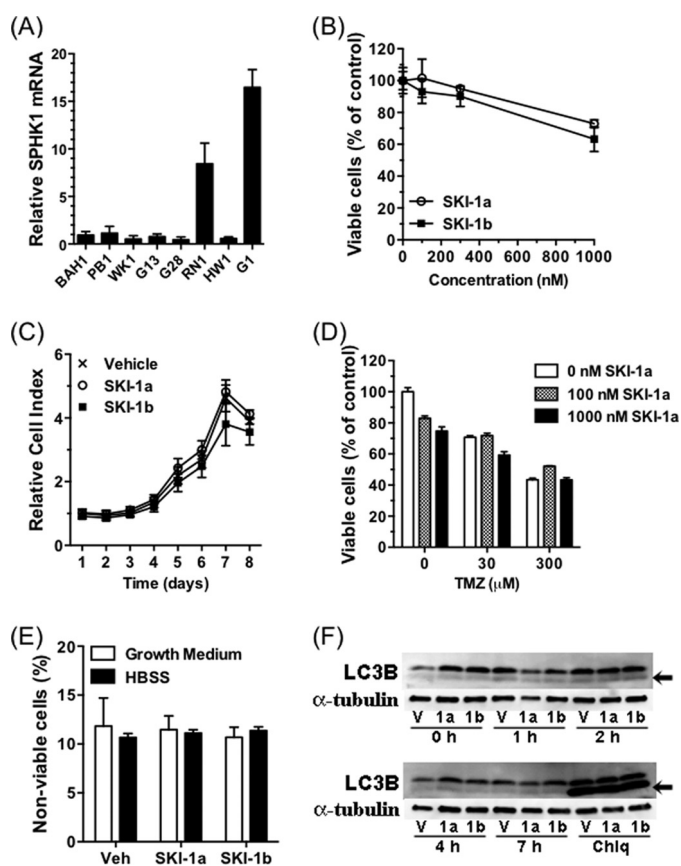 (A)
Relative SPHK1 mRNA
20
15
10
5
0
BAH1 PB1 WK1 G13 G28 RN1 HW1 G1
(B)
Viable cells (% of control)
120
100
80
60
40
20
0
SKI-1a
SKI-1b
0 200 400 600 800 1000
Concentration (nM)
(C)
Relative Cell Index
6
4
2
0
Vehicle
SKI-1a
SKI-1b
1 2 3 4 5 6 7 8
Time (days)
(D)
Viable cells (% of control)
120
100
80
60
40
20
0
0 nM SKI-1a
100 nM SKI-1a
1000 nM SKI-1a
0 30 300
TMZ (μM)
(E)
Non-viable cells (%)
20
15
10
5
0
Growth Medium
HBSS
Veh SKI-1a SKI-1b
(F)
LC3B
α-tubulin
V 1a 1b V 1a 1b V 1a 1b
0 h 1 h 2 h
LC3B
α-tubulin
V 1a 1b V 1a 1b V 1a 1b
4 h 7 h Chlq